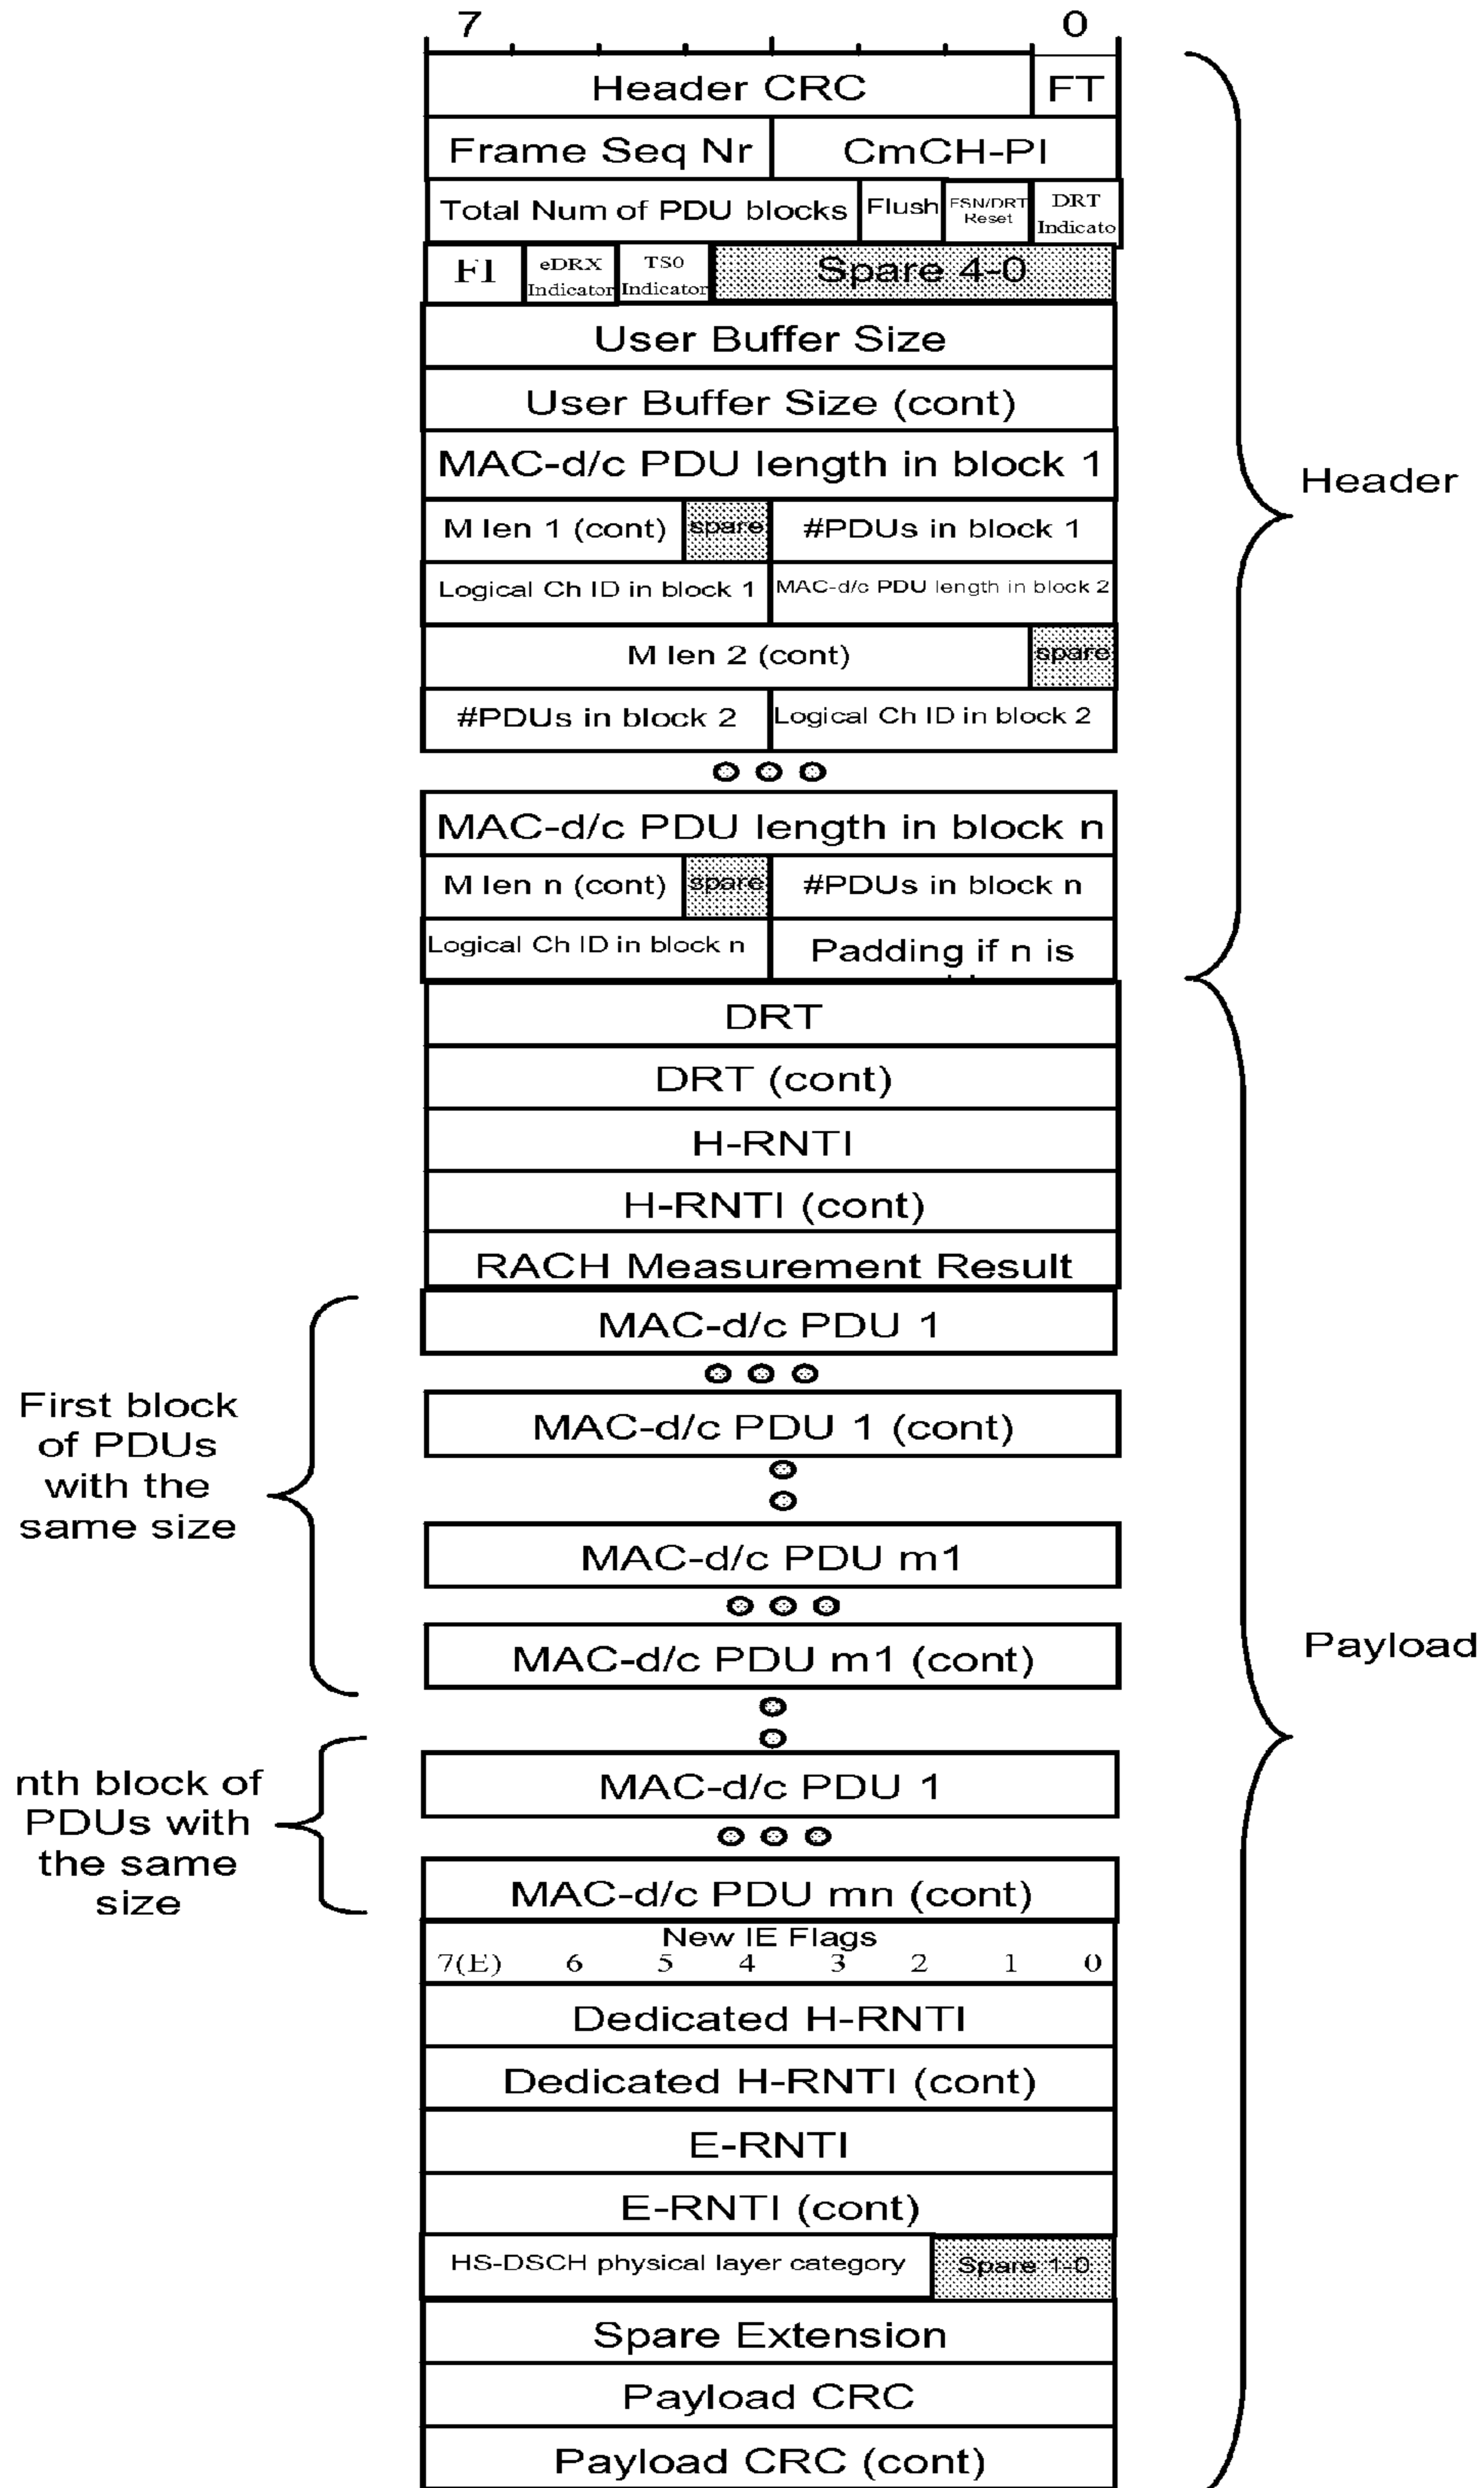 7 0
Header CRC FT
Frame Seq Nr CmCH-PI
Total Num of PDU blocks Flush FSN/DRT Reset DRT Indicato
FI eDRX Indicator TS0 Indicator Spare 4-0
User Buffer Size
User Buffer Size (cont)
MAC-d/c PDU length in block 1
Header
M len 1 (cont) spare #PDUs in block 1
Logical Ch ID in block 1 MAC-d/c PDU length in block 2
M len 2 (cont) spare
#PDUs in block 2 Logical Ch ID in block 2
MAC-d/c PDU length in block n
M len n (cont) spare #PDUs in block n
Logical Ch ID in block n Padding if n is
DRT
DRT (cont)
H-RNTI
H-RNTI (cont)
RACH Measurement Result
MAC-d/c PDU 1
First block
of PDUs
with the
same size
MAC-d/c PDU 1 (cont)
MAC-d/c PDU m1
MAC-d/c PDU m1 (cont)
Payload
nth block of
PDUs with
the same
size
MAC-d/c PDU 1
MAC-d/c PDU mn (cont)
New IE Flags
7(E) 6 5 4 3 2 1 0
Dedicated H-RNTI
Dedicated H-RNTI (cont)
E-RNTI
E-RNTI (cont)
HS-DSCH physical layer category Spare 1-0
Spare Extension
Payload CRC
Payload CRC (cont)